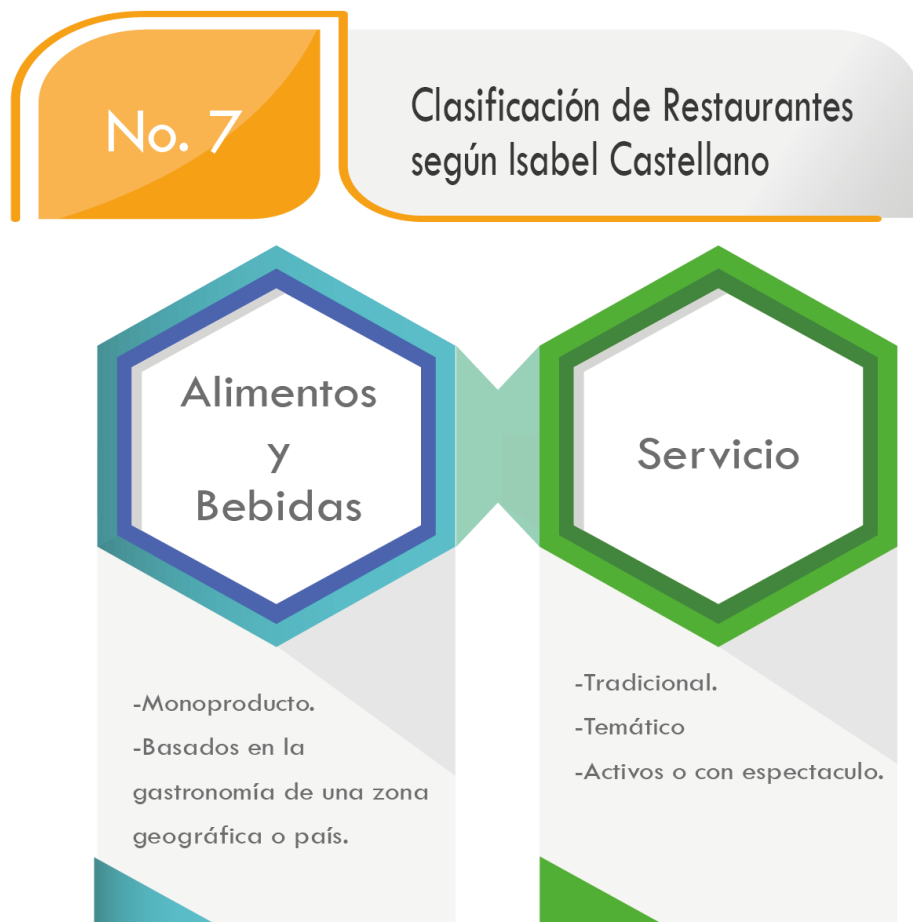 No. 7
Clasificación de Restaurantes
según Isabel Castellano
Alimentos
y
Bebidas
-Monoproducto.
-Basados en la
gastronomía de una zona
geográfica o país.
Servicio
-Tradicional.
-Temático
-Activos o con espectaculo.